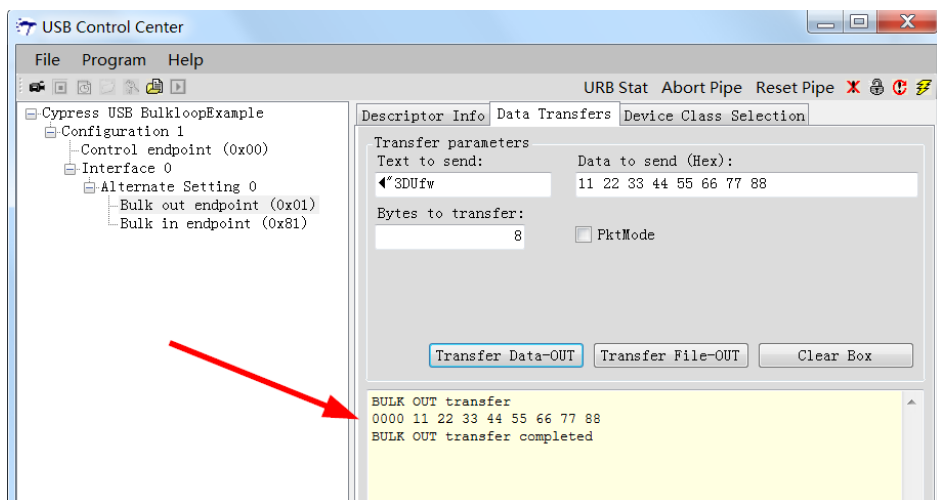 USB Control Center
File Program Help
URB Stat Abort Pipe Reset Pipe
Cypress USB BulkloopExample
Configuration 1
Control endpoint (0x00)
Interface 0
Alternate Setting 0
Bulk out endpoint (0x01)
Bulk in endpoint (0x81)
Descriptor Info Data Transfers Device Class Selection
Transfer parameters
Text to send: Data to send (Hex):
◄"3DUfw 11 22 33 44 55 66 77 88
Bytes to transfer:
8 PktMode
Transfer Data-OUT Transfer File-OUT Clear Box
BULK OUT transfer
0000 11 22 33 44 55 66 77 88
BULK OUT transfer completed